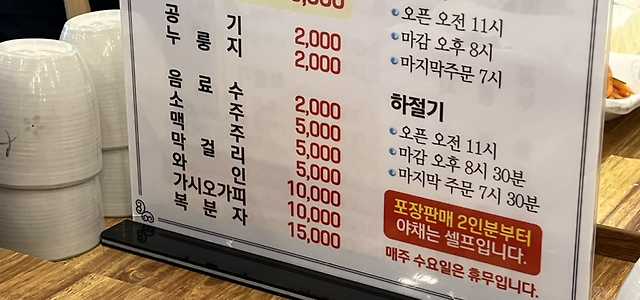 공기 2,000
누룽지 2,000
음료수 2,000
소주 5,000
맥주 5,000
막걸리 5,000
와인 10,000
가시오가피 10,000
복분자 15,000
• 오픈 오전 11시
• 마감 오후 8시
• 마지막주문 7시
하절기
• 오픈 오전 11시
• 마감 오후 8시 30분
• 마지막 주문 7시 30분
포장판매 2인분부터
야채는 셀프입니다.
매주 수요일은 휴무입니다.